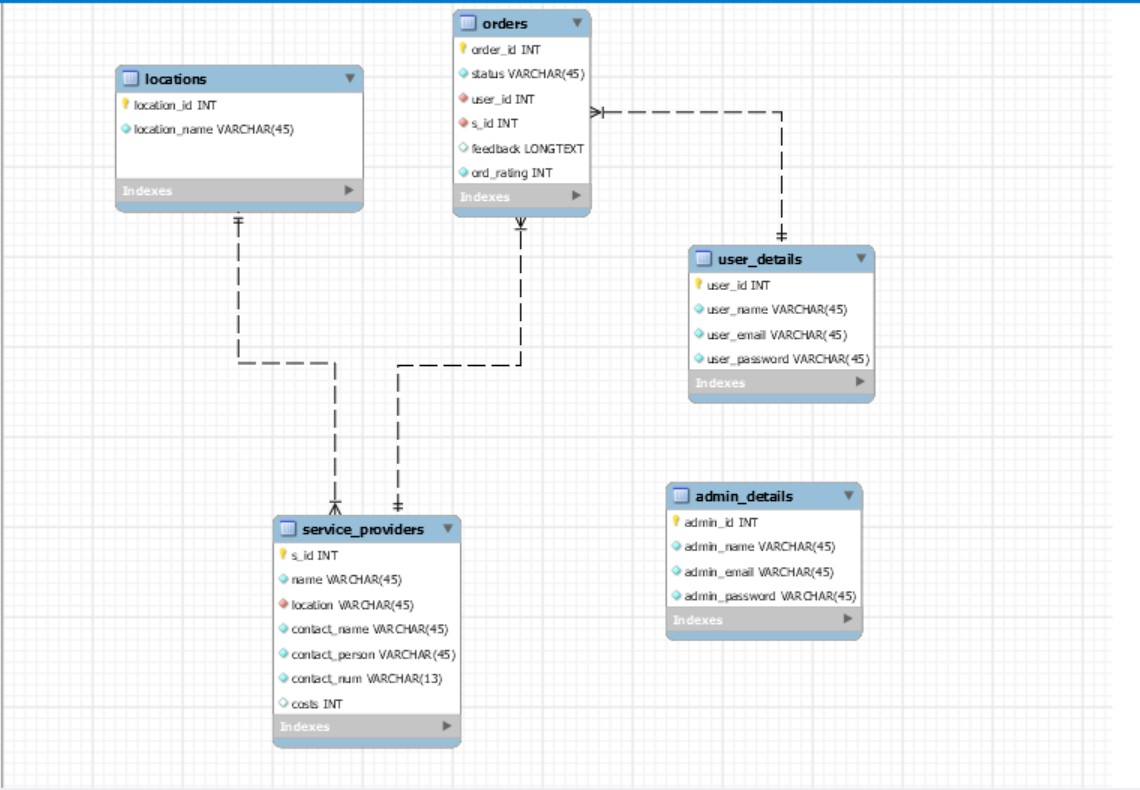 locations
location_id INT
location_name VARCHAR(45)
Indexes
orders
order_id INT
status VARCHAR(45)
user_id INT
s_id INT
feedback LONGTEXT
ord_rating INT
Indexes
user_details
user_id INT
user_name VARCHAR(45)
user_email VARCHAR(45)
user_password VARCHAR(45)
Indexes
service_providers
s_id INT
name VARCHAR(45)
location VARCHAR(45)
contact_name VARCHAR(45)
contact_person VARCHAR(45)
contact_num VARCHAR(13)
costs INT
Indexes
admin_details
admin_id INT
admin_name VARCHAR(45)
admin_email VARCHAR(45)
admin_password VARCHAR(45)
Indexes